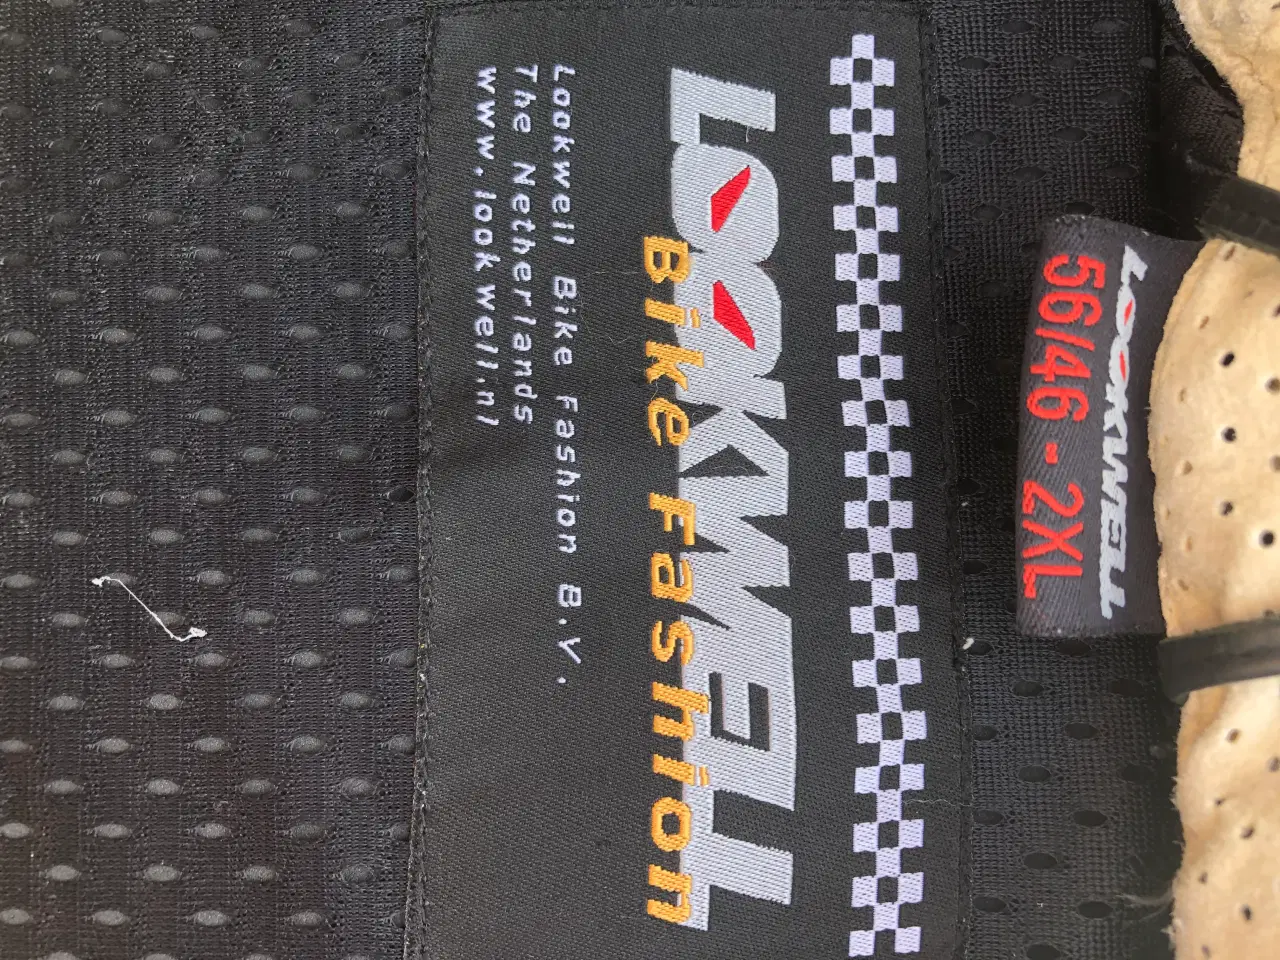 LOOKWELL
56/46 - 2XL
LOOKWELL
Bike Fashion
Lookwell Bike Fashion B.V.
The Netherlands
www.lookwell.nl